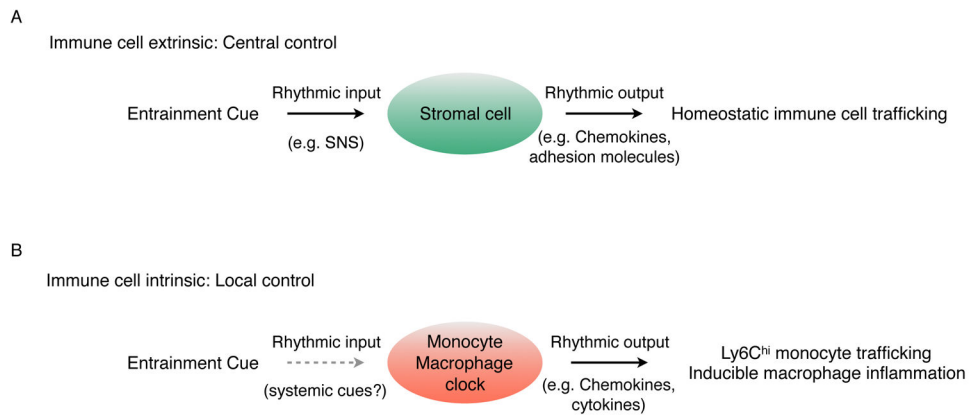 A
Immune cell extrinsic: Central control
Entrainment Cue
Rhythmic input
(e.g. SNS)
Stromal cell
Rhythmic output
(e.g. Chemokines,
adhesion molecules)
Homeostatic immune cell trafficking
B
Immune cell intrinsic: Local control
Entrainment Cue
Rhythmic input
(systemic cues?)
Monocyte
Macrophage
clock
Rhythmic output
(e.g. Chemokines,
cytokines)
Ly6Chi monocyte trafficking
Inducible macrophage inflammation